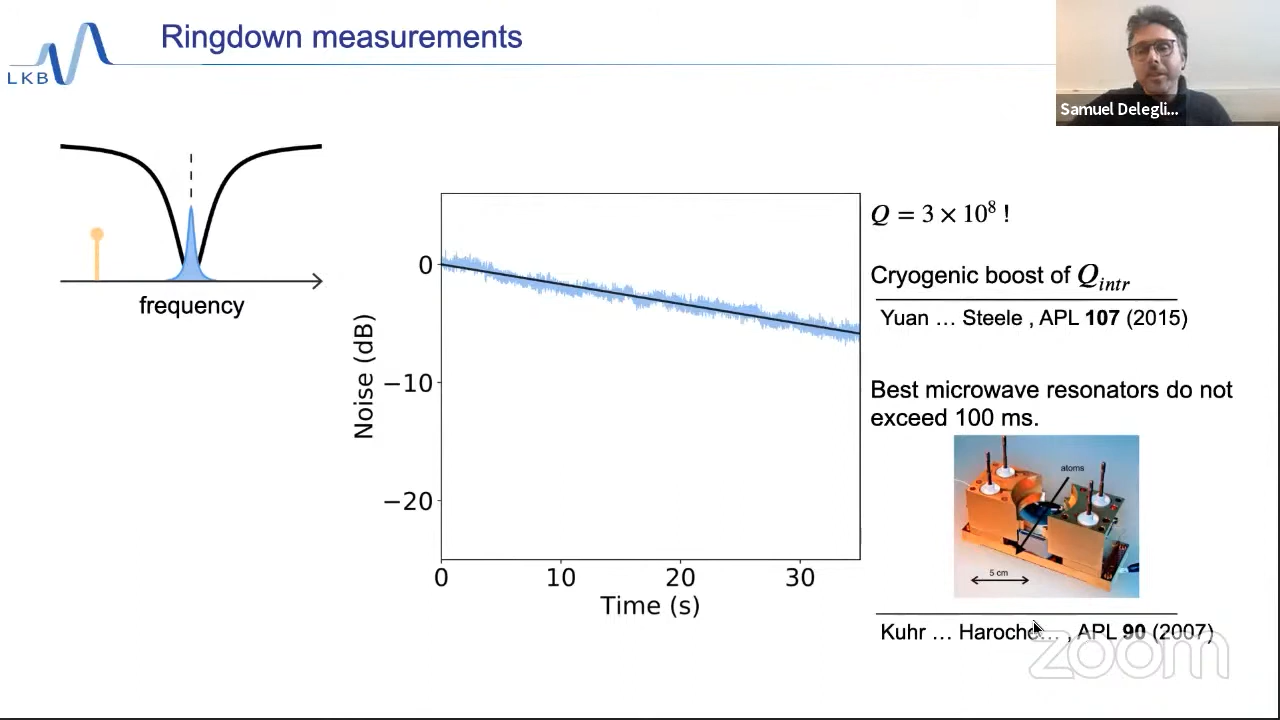 Ringdown measurements
LKB
Samuel Delegli...
frequency
Noise (dB)
0
−10
−20
0 10 20 30
Time (s)
Q = 3 × 10⁸ !
Cryogenic boost of Qintr
Yuan … Steele , APL 107 (2015)
Best microwave resonators do not
exceed 100 ms.
atoms
5 cm
Kuhr … Haroche… , APL 90 (2007)
zoom